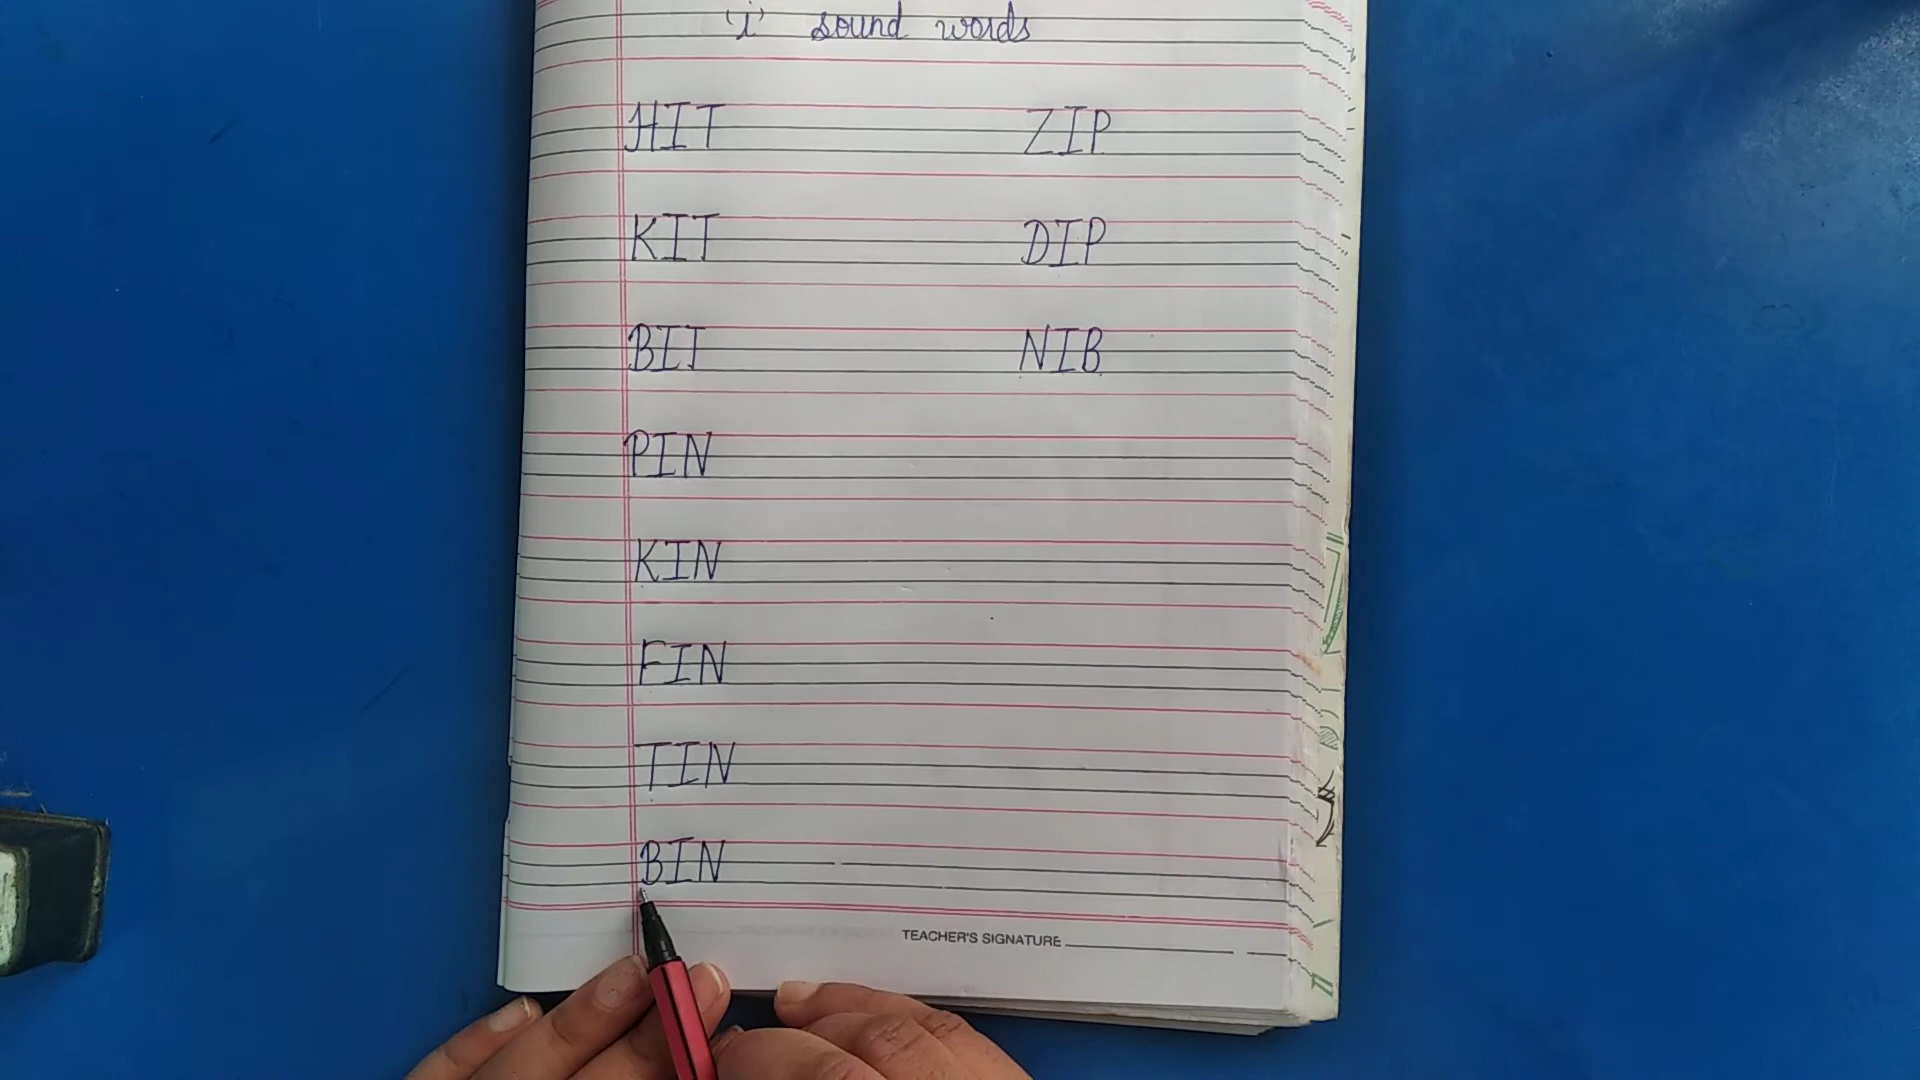 'i' sound words
HIT ZIP
KIT DIP
BIT NIB
PIN
KIN
FIN
TIN
BIN
TEACHER'S SIGNATURE